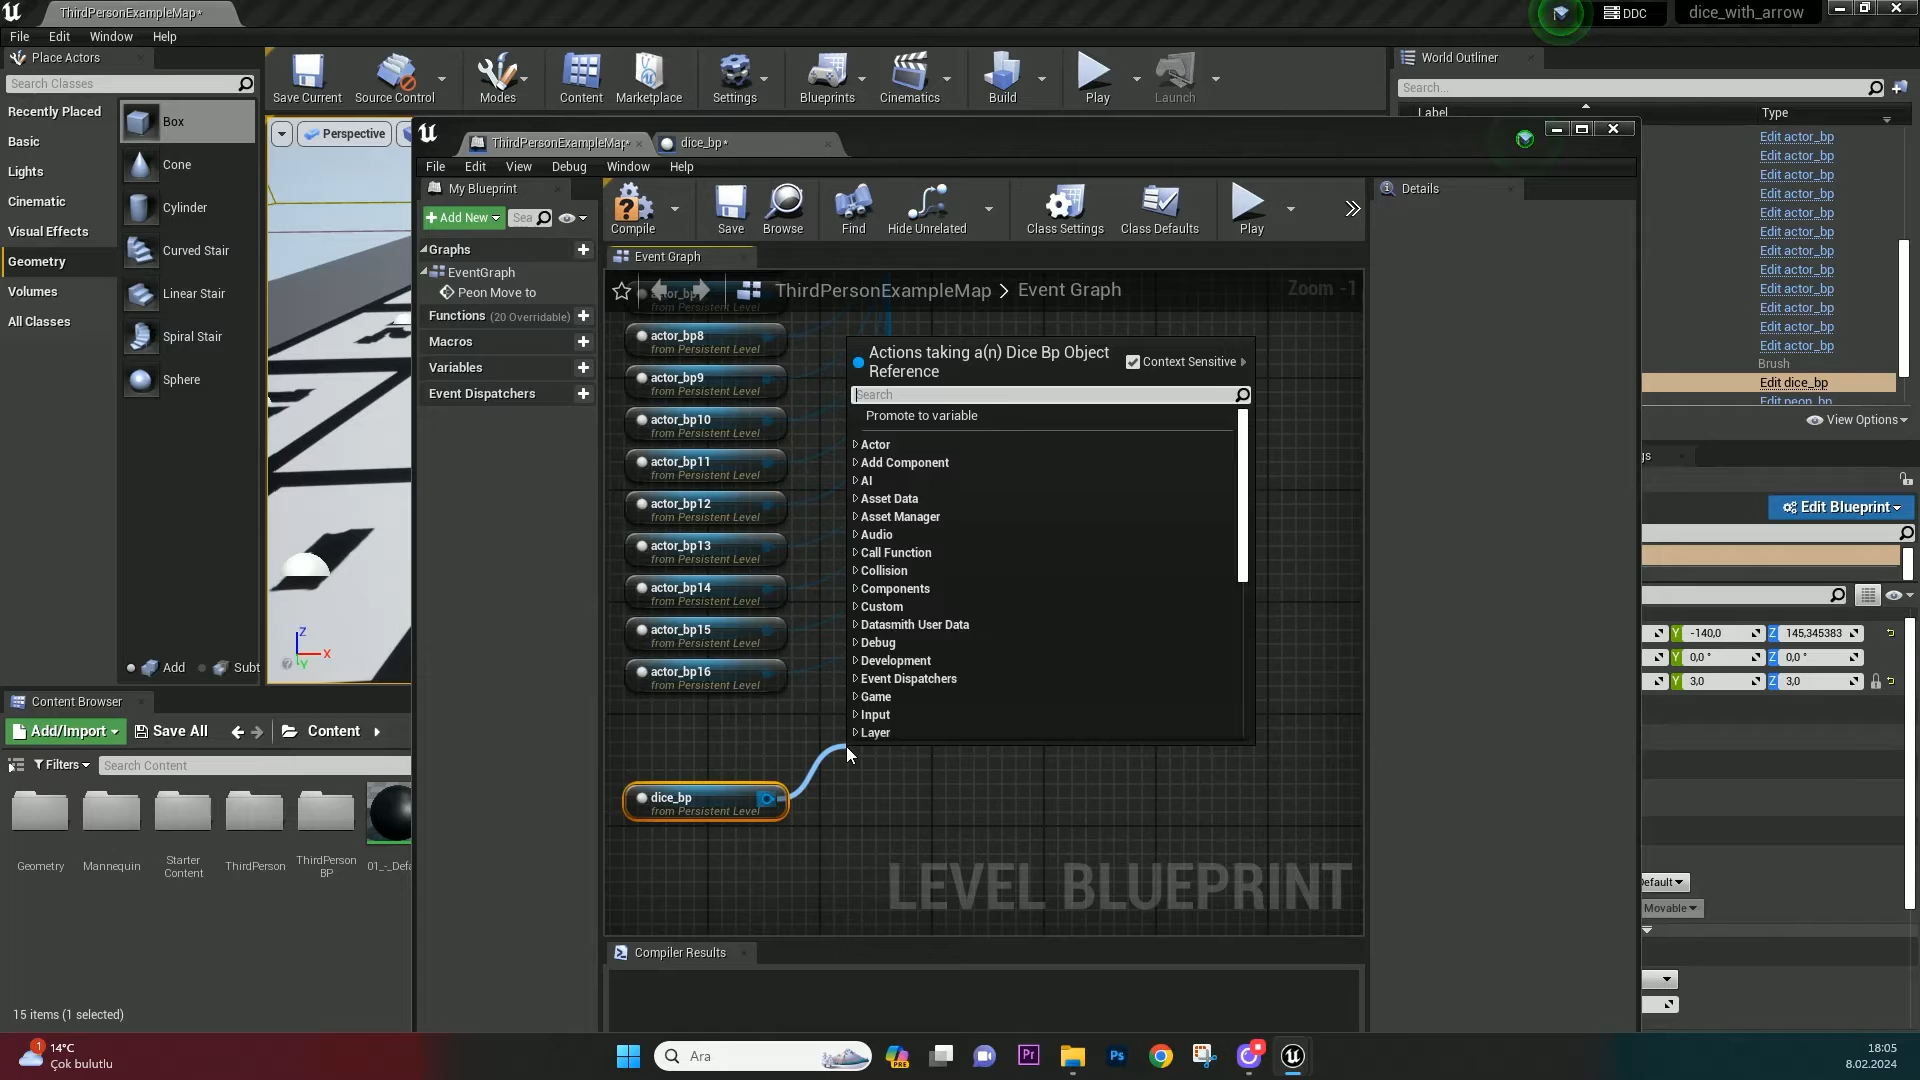 ThirdPersonExampleMap*
DDC
dice_with_arrow
File Edit Window Help
Place Actors
Search Classes
Recently Placed
Basic
Lights
Cinematic
Visual Effects
Geometry
Volumes
All Classes
Box
Cone
Cylinder
Curved Stair
Linear Stair
Spiral Stair
Sphere
Add
Subt
Save Current
Source Control
Modes
Content
Marketplace
Settings
Blueprints
Cinematics
Build
Play
Launch
Perspective
Z
X
Y
World Outliner
Search...
Label
Type
Edit actor_bp
Edit actor_bp
Edit actor_bp
Edit actor_bp
Edit actor_bp
Edit actor_bp
Edit actor_bp
Edit actor_bp
Edit actor_bp
Edit actor_bp
Edit actor_bp
Edit actor_bp
Brush
Edit dice_bp
Edit peon_bp
View Options
gs
Edit Blueprint
Y -140,0 Z 145,345383
Y 0,0 ° Z 0,0 °
Y 3,0 Z 3,0
Default
Movable
ThirdPersonExampleMap*
dice_bp*
File Edit View Debug Window Help
My Blueprint
Add New
Sea
Graphs
EventGraph
Peon Move to
Functions (20 Overridable)
Macros
Variables
Event Dispatchers
Compile
Save
Browse
Find
Hide Unrelated
Class Settings
Class Defaults
Play
Details
Event Graph
ThirdPersonExampleMap > Event Graph
Zoom -1
actor_bp8
from Persistent Level
actor_bp9
from Persistent Level
actor_bp10
from Persistent Level
actor_bp11
from Persistent Level
actor_bp12
from Persistent Level
actor_bp13
from Persistent Level
actor_bp14
from Persistent Level
actor_bp15
from Persistent Level
actor_bp16
from Persistent Level
dice_bp
from Persistent Level
Actions taking a(n) Dice Bp Object
Reference
Context Sensitive
Search
Promote to variable
Actor
Add Component
AI
Asset Data
Asset Manager
Audio
Call Function
Collision
Components
Custom
Datasmith User Data
Debug
Development
Event Dispatchers
Game
Input
Layer
LEVEL BLUEPRINT
Compiler Results
Content Browser
Add/Import
Save All
Content
Filters
Search Content
Geometry
Mannequin
Starter
Content
ThirdPerson
ThirdPerson
BP
01_-_Defa
15 items (1 selected)
1
14°C
Çok bulutlu
Ara
PRE
Pr
Ps
18:05
8.02.2024